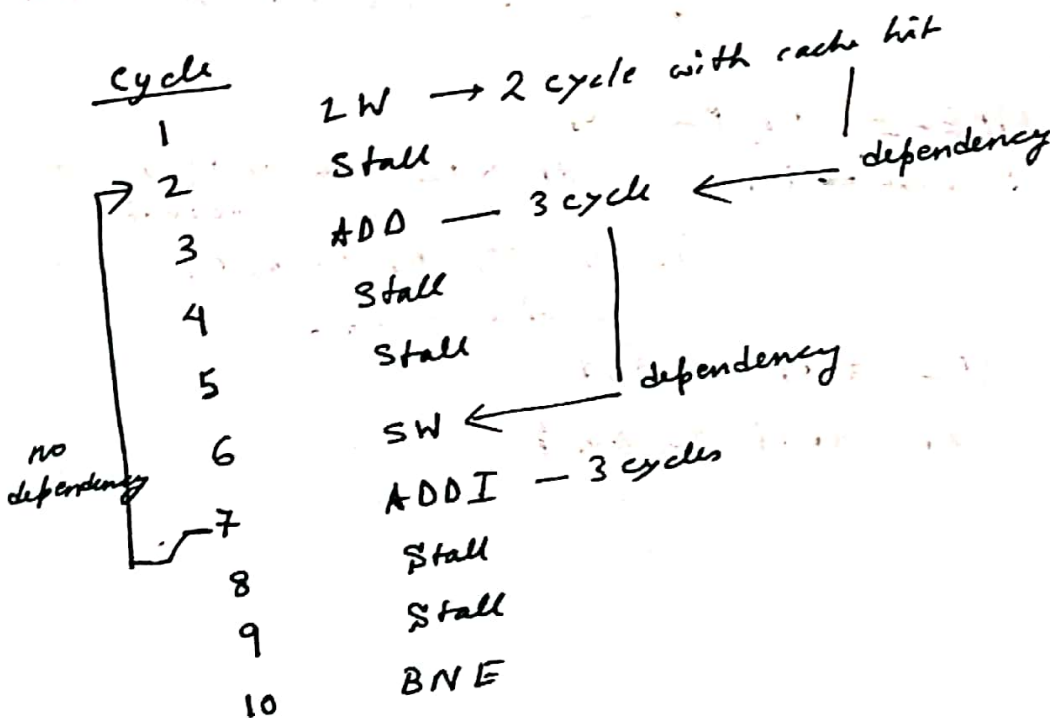 Cycle
1 LW → 2 cycle with cache hit
2 Stall
dependency
3 ADD — 3 cycle
4 Stall
5 Stall
dependency
6 SW
no dependency
7 ADDI — 3 cycles
8 Stall
9 Stall
10 BNE